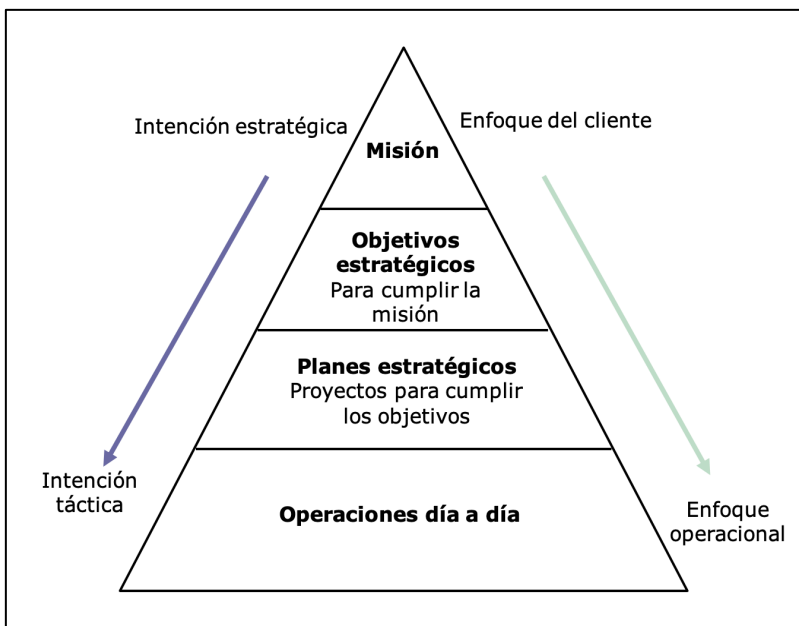 Intención estratégica
Enfoque del cliente
Misión
Objetivos
estratégicos
Para cumplir la
misión
Planes estratégicos
Proyectos para cumplir
los objetivos
Intención
táctica
Operaciones día a día
Enfoque
operacional